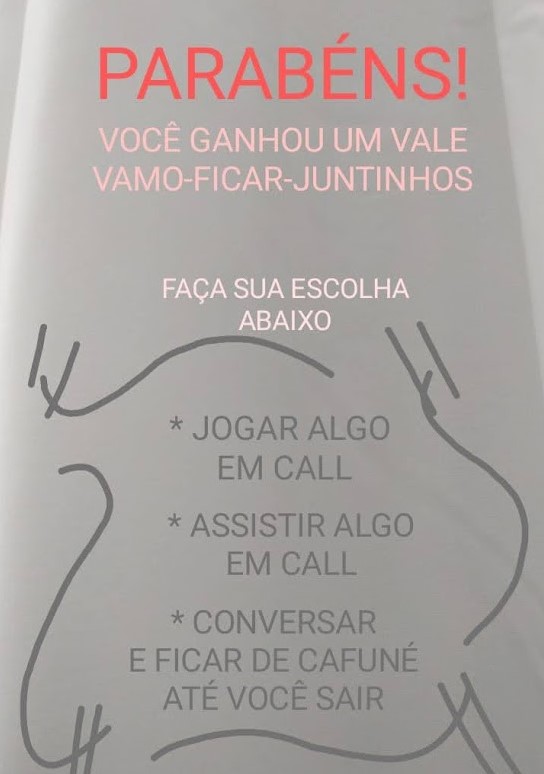 PARABÉNS!
VOCÊ GANHOU UM VALE
VAMO-FICAR-JUNTINHOS
FAÇA SUA ESCOLHA
ABAIXO
* JOGAR ALGO
EM CALL
* ASSISTIR ALGO
EM CALL
* CONVERSAR
E FICAR DE CAFUNÉ
ATÉ VOCÊ SAIR